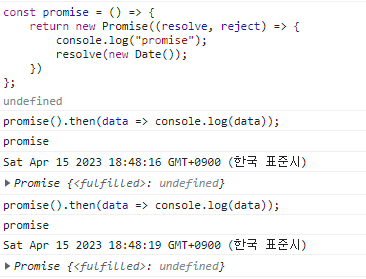 const promise = () => {
    return new Promise((resolve, reject) => {
        console.log("promise");
        resolve(new Date());
    })
};
undefined
promise().then(data => console.log(data));
promise
Sat Apr 15 2023 18:48:16 GMT+0900 (한국 표준시)
▶ Promise {<fulfilled>: undefined}
promise().then(data => console.log(data));
promise
Sat Apr 15 2023 18:48:19 GMT+0900 (한국 표준시)
▶ Promise {<fulfilled>: undefined}